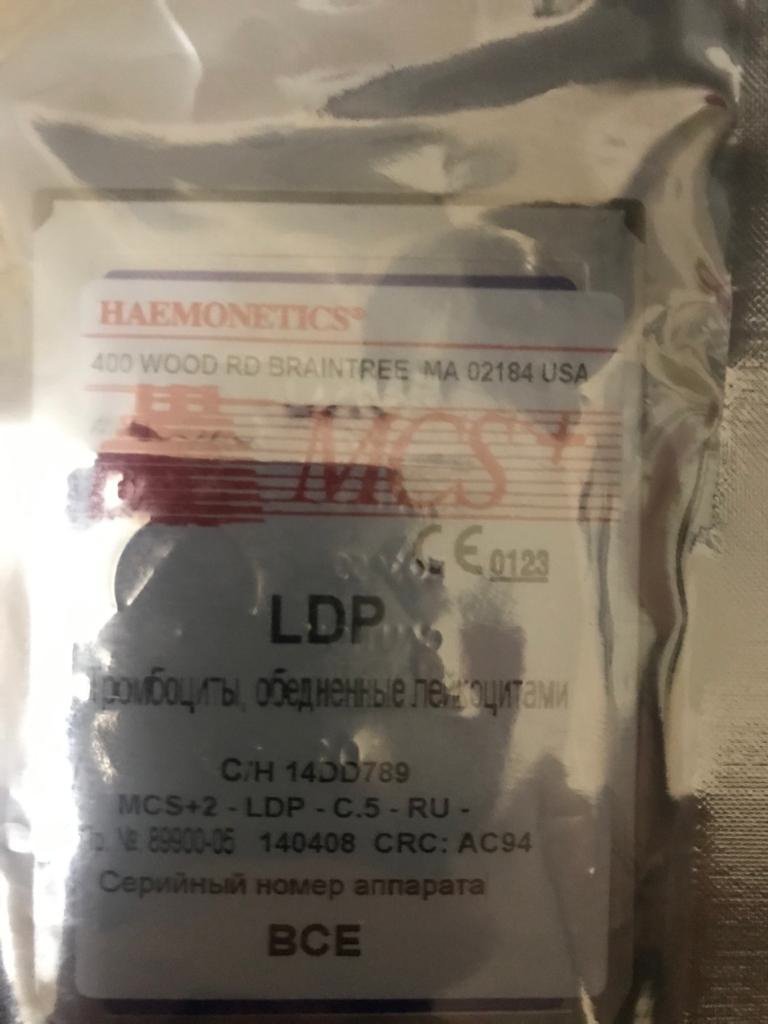 HAEMONETICS®
400 WOOD RD BRAINTREE MA 02184 USA
MCS+
CE 0123
LDP
Тромбоциты, обедненные лейкоцитами
С/Н 14DD789
MCS+2 - LDP - C.5 - RU -
№ 89900-05 140408 CRC: AC94
Серийный номер аппарата
ВСЕ